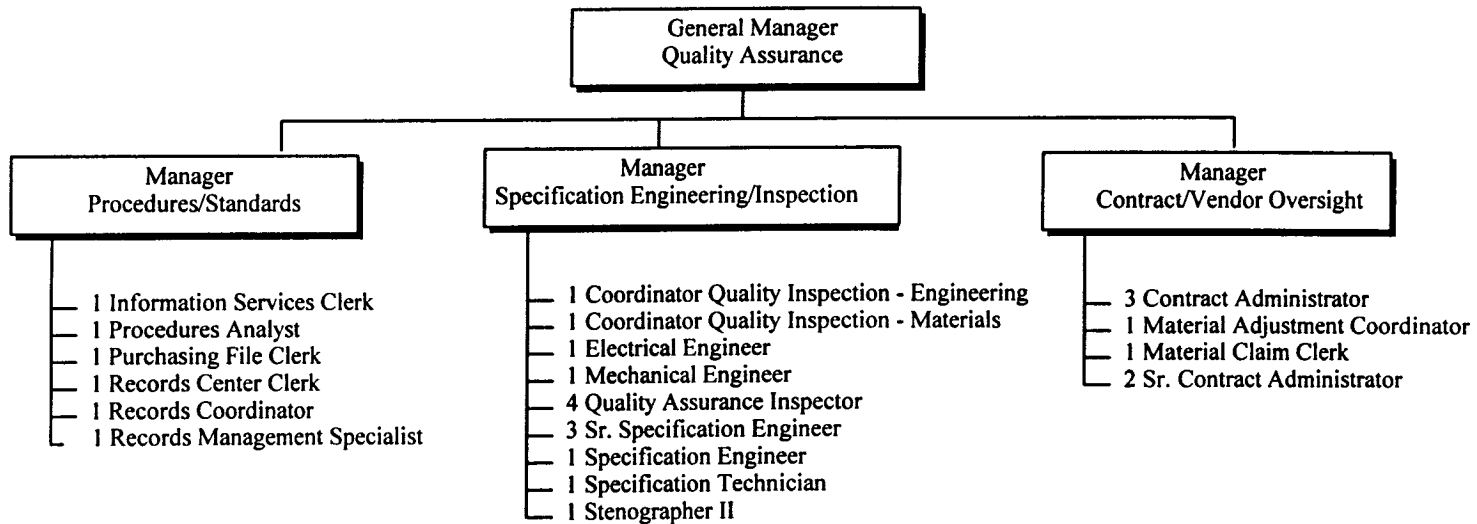 General Manager
Quality Assurance
Manager
Procedures/Standards
1 Information Services Clerk
1 Procedures Analyst
1 Purchasing File Clerk
1 Records Center Clerk
1 Records Coordinator
1 Records Management Specialist
Manager
Specification Engineering/Inspection
1 Coordinator Quality Inspection - Engineering
1 Coordinator Quality Inspection - Materials
1 Electrical Engineer
1 Mechanical Engineer
4 Quality Assurance Inspector
3 Sr. Specification Engineer
1 Specification Engineer
1 Specification Technician
1 Stenographer II
Manager
Contract/Vendor Oversight
3 Contract Administrator
1 Material Adjustment Coordinator
1 Material Claim Clerk
2 Sr. Contract Administrator